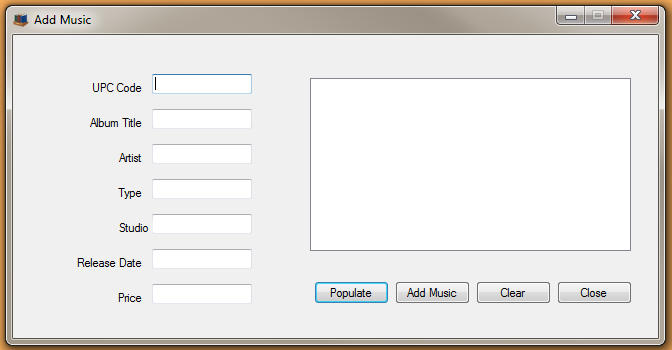 Add Music
UPC Code
Album Title
Artist
Type
Studio
Release Date
Price
Populate
Add Music
Clear
Close